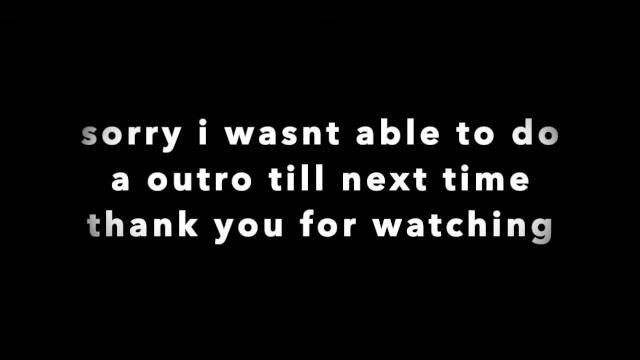 sorry i wasnt able to do
a outro till next time
thank you for watching